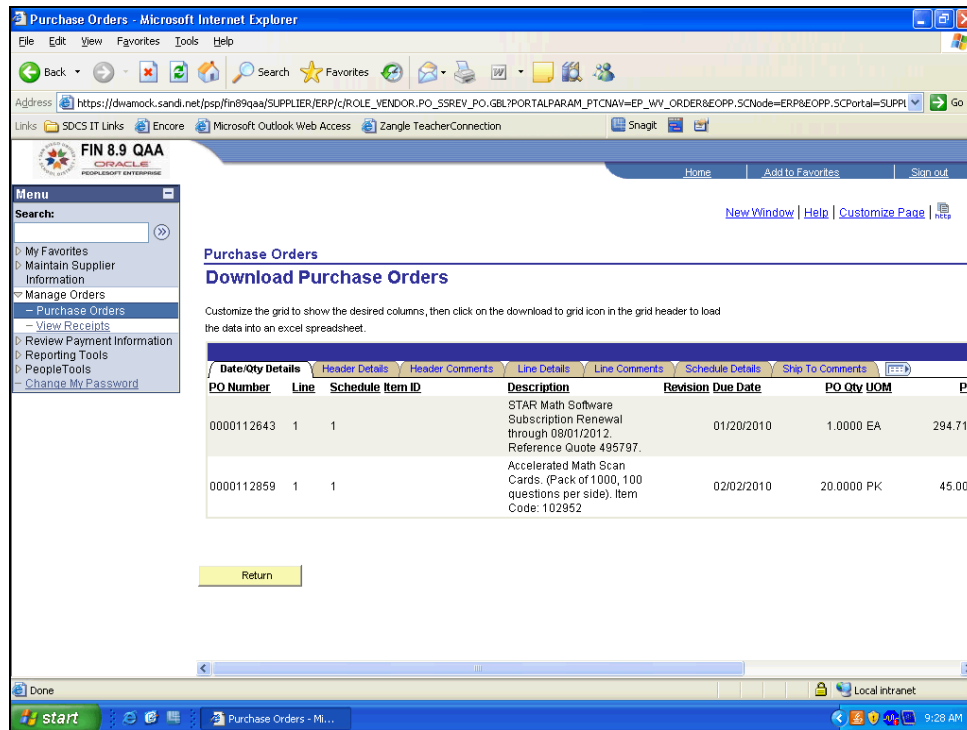 Purchase Orders - Microsoft Internet Explorer
File Edit View Favorites Tools Help
Back Search Favorites
Address https://dwamock.sandi.net/psp/fin89qaa/SUPPLIER/ERP/c/ROLE_VENDOR.PO_SSREV_PO.GBL?PORTALPARAM_PTCNAV=EP_WV_ORDER&EOPP.SCNode=ERP&EOPP.SCPortal=SUPPL Go
Links SDCS IT Links Encore Microsoft Outlook Web Access Zangle TeacherConnection Snagit
FIN 8.9 QAA
ORACLE
PEOPLESOFT ENTERPRISE
Home Add to Favorites Sign out
Menu
Search:
New Window | Help | Customize Page |
http
My Favorites
Maintain Supplier
Information
Manage Orders
– Purchase Orders
– View Receipts
Review Payment Information
Reporting Tools
PeopleTools
– Change My Password
Purchase Orders
Download Purchase Orders
Customize the grid to show the desired columns, then click on the download to grid icon in the grid header to load
the data into an excel spreadsheet.
Date/Qty Details Header Details Header Comments Line Details Line Comments Schedule Details Ship To Comments
PO Number Line Schedule Item ID Description Revision Due Date PO Qty UOM P
0000112643 1 1 STAR Math Software
Subscription Renewal
through 08/01/2012.
Reference Quote 495797. 01/20/2010 1.0000 EA 294.71
0000112859 1 1 Accelerated Math Scan
Cards. (Pack of 1000, 100
questions per side). Item
Code: 102952 02/02/2010 20.0000 PK 45.00
Return
Done Local intranet
start Purchase Orders - Mi... 9:28 AM